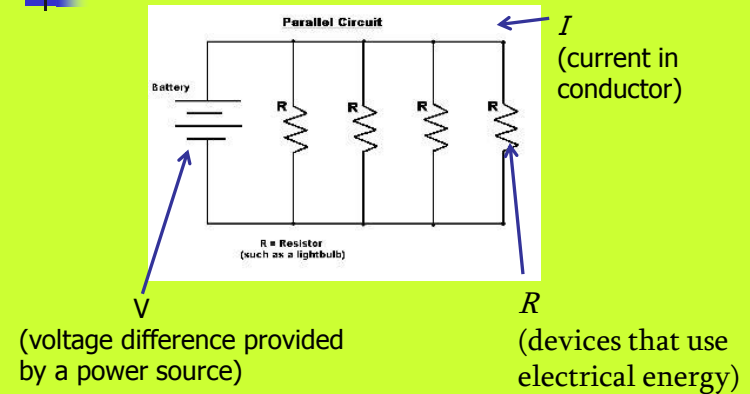 Parallel Circuit
I
(current in
conductor)
Battery
R
R
R
R
R = Resistor
(such as a lightbulb)
V
(voltage difference provided
by a power source)
R
(devices that use
electrical energy)